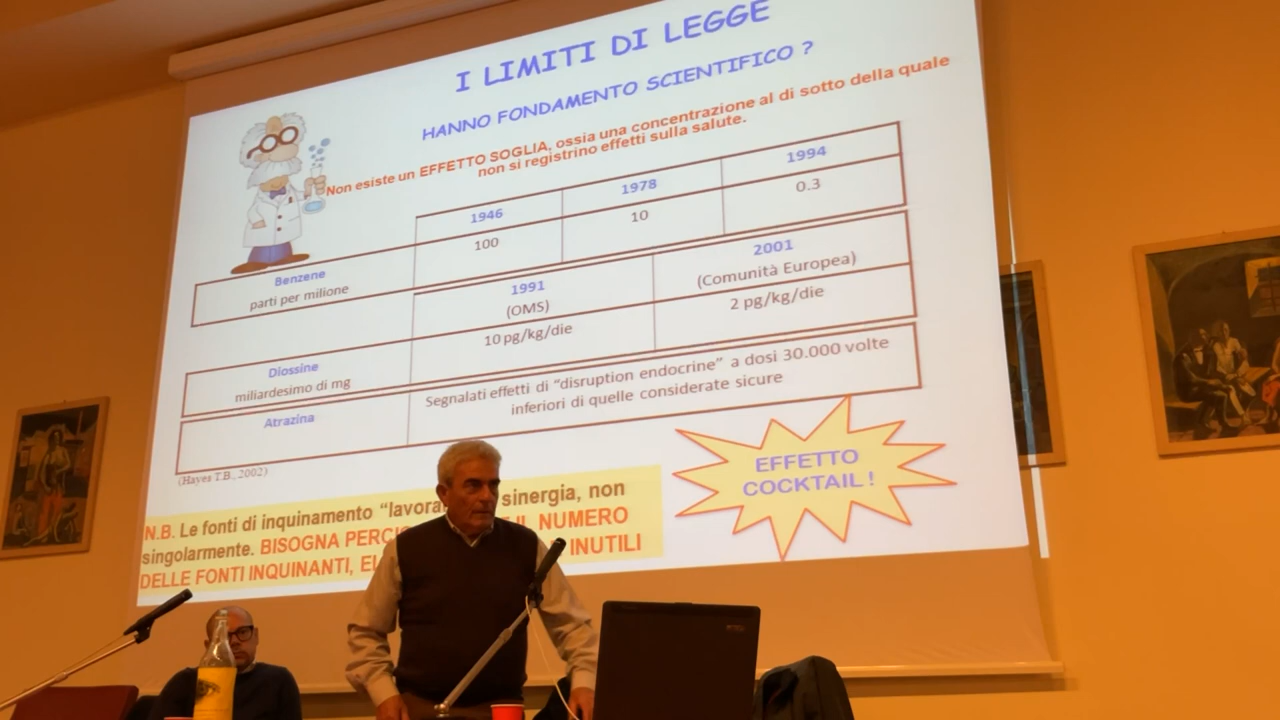 I LIMITI DI LEGGE
HANNO FONDAMENTO SCIENTIFICO ?
Non esiste un EFFETTO SOGLIA, ossia una concentrazione al di sotto della quale
non si registrino effetti sulla salute.
1946 1978 1994
Benzene
parti per milione
100 10 0.3
1991
(OMS)
2001
(Comunità Europea)
Diossine
miliardesimo di mg
10 pg/kg/die 2 pg/kg/die
Atrazina
Segnalati effetti di “disruption endocrine” a dosi 30.000 volte
inferiori di quelle considerate sicure
(Hayes T.B., 2002)
EFFETTO
COCKTAIL !
N.B. Le fonti di inquinamento “lavora sinergia, non
singolarmente. BISOGNA IL NUMERO
DELLE FONTI INQUINANTI, INUTILI